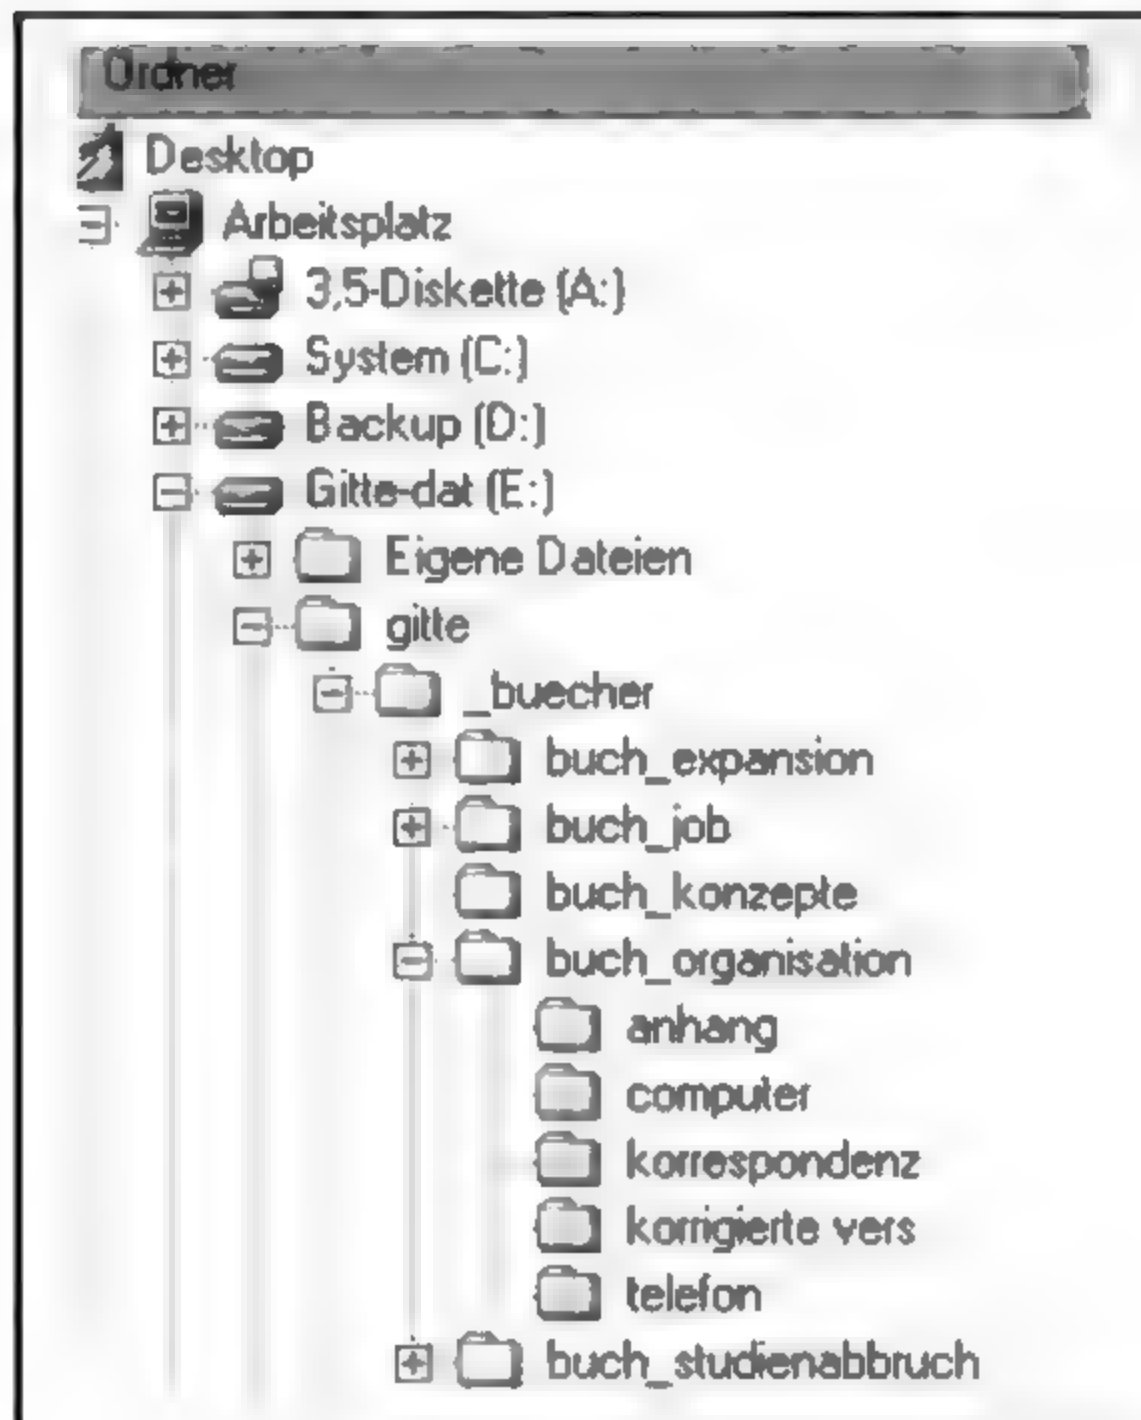 Ordner
Desktop
Arbeitsplatz
3,5-Diskette (A:)
System (C:)
Backup (D:)
Gitte-dat (E:)
Eigene Dateien
gitte
_buecher
buch_expansion
buch_job
buch_konzepte
buch_organisation
anhang
computer
korrespondenz
korrigierte vers
telefon
buch_studienabbruch